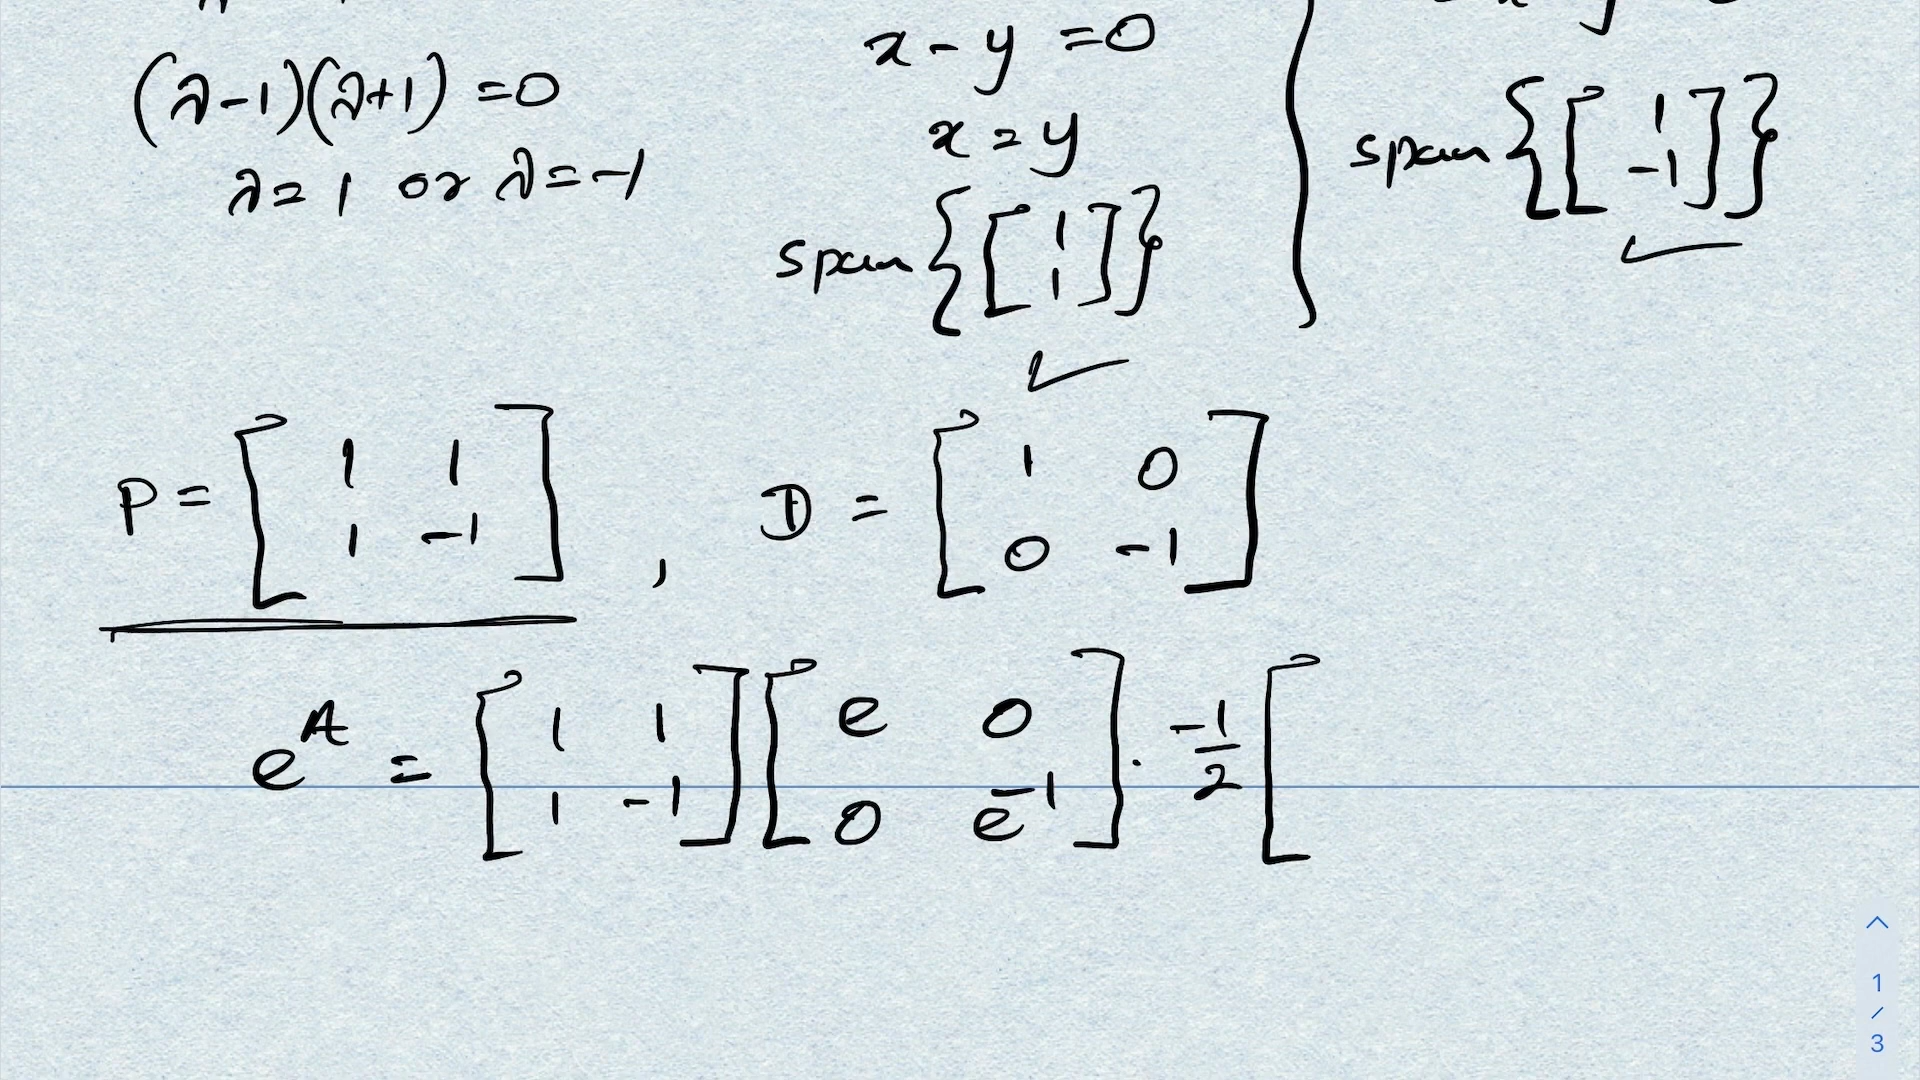 (λ-1)(λ+1) =0
λ= 1 or λ=-1
x - y =0
x = y
span {[1
1]}
span {[1
-1]}
P = [1 1
1 -1] , D = [1 0
0 -1]
e^A = [1 1
1 -1] [e 0
0 e^-1] · -1/2 [
1
/
3